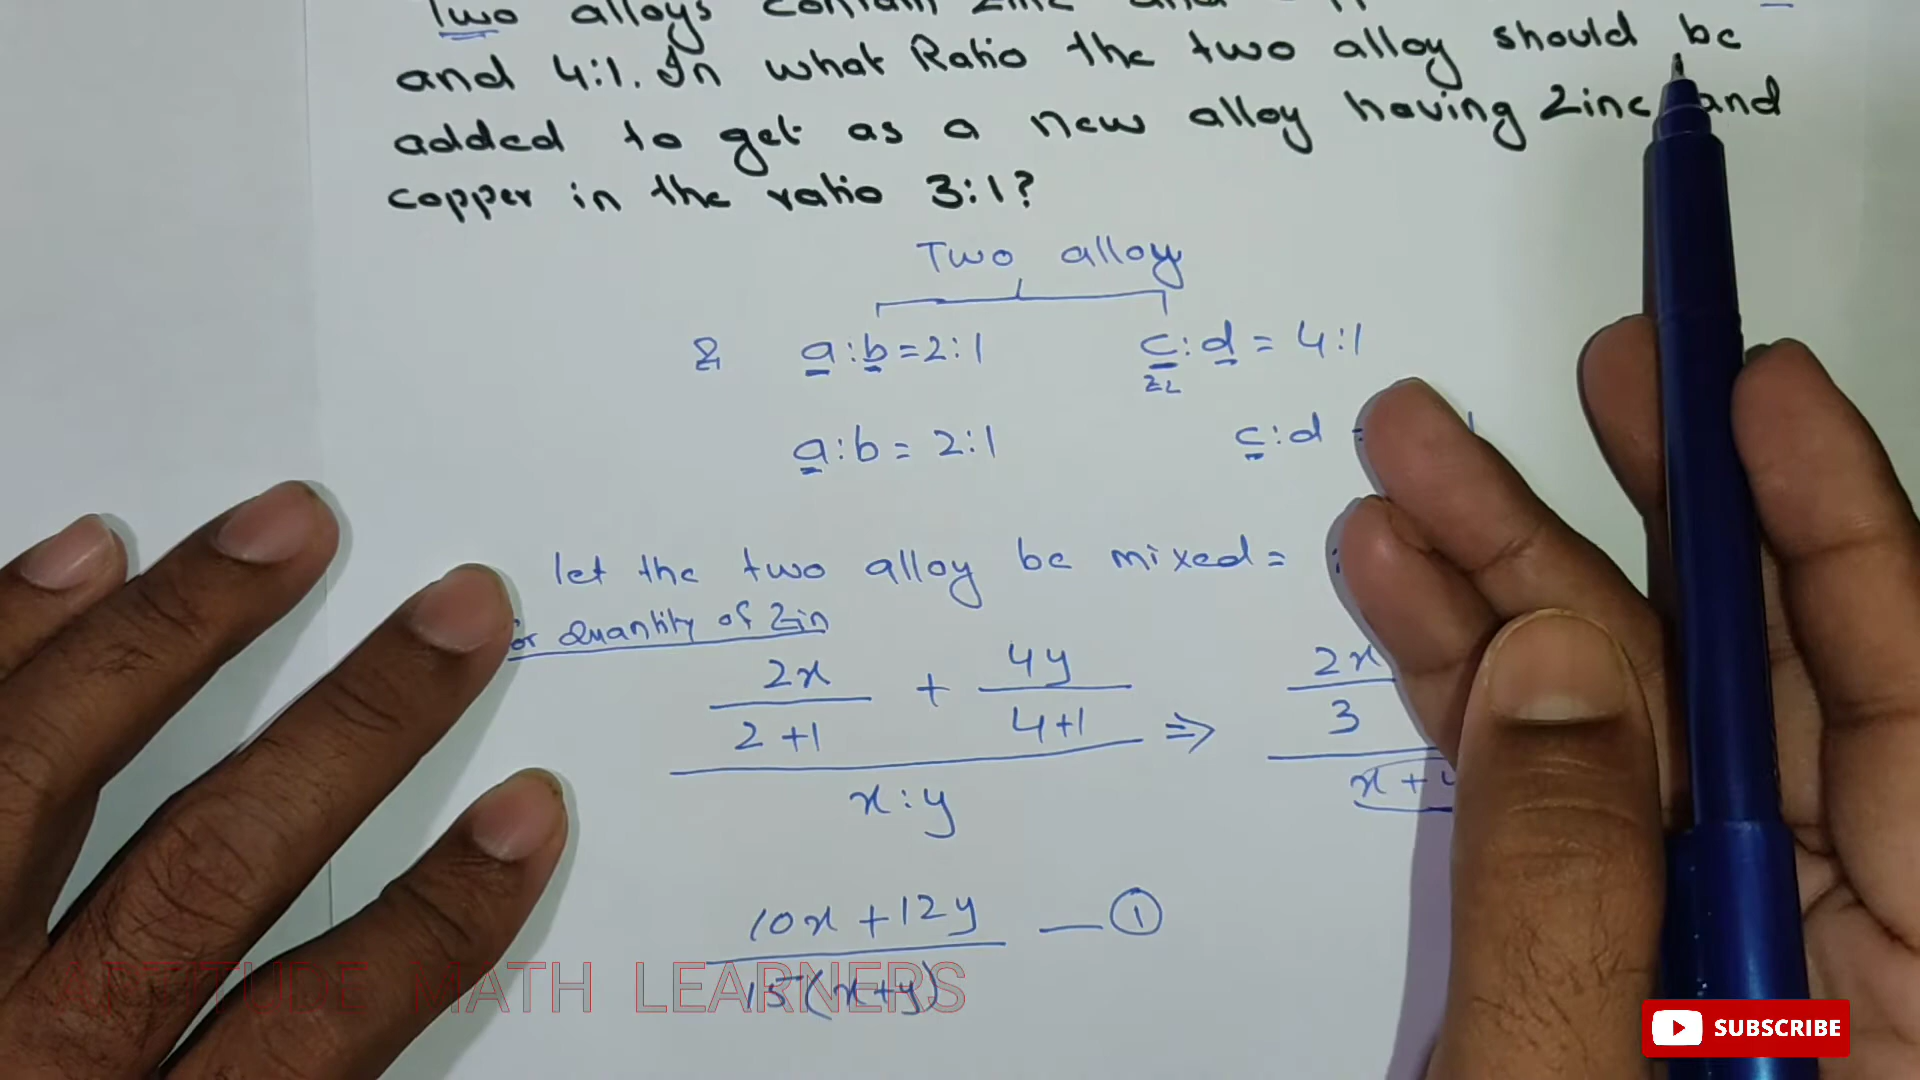 Two alloys contain zinc and
and 4:1. In what Ratio the two alloy should be
added to get as a new alloy having Zinc and
copper in the ratio 3:1?
Two alloy
a:b=2:1 c:d = 4:1
a:b= 2:1 c:d =
let the two alloy be mixed =
or Quantity of Zin
2x/2+1 + 4y/4+1 ⇒ 2x/3
x:y x+y
10x+12y — ①
15(x+y)
APTITUDE MATH LEARNERS
SUBSCRIBE